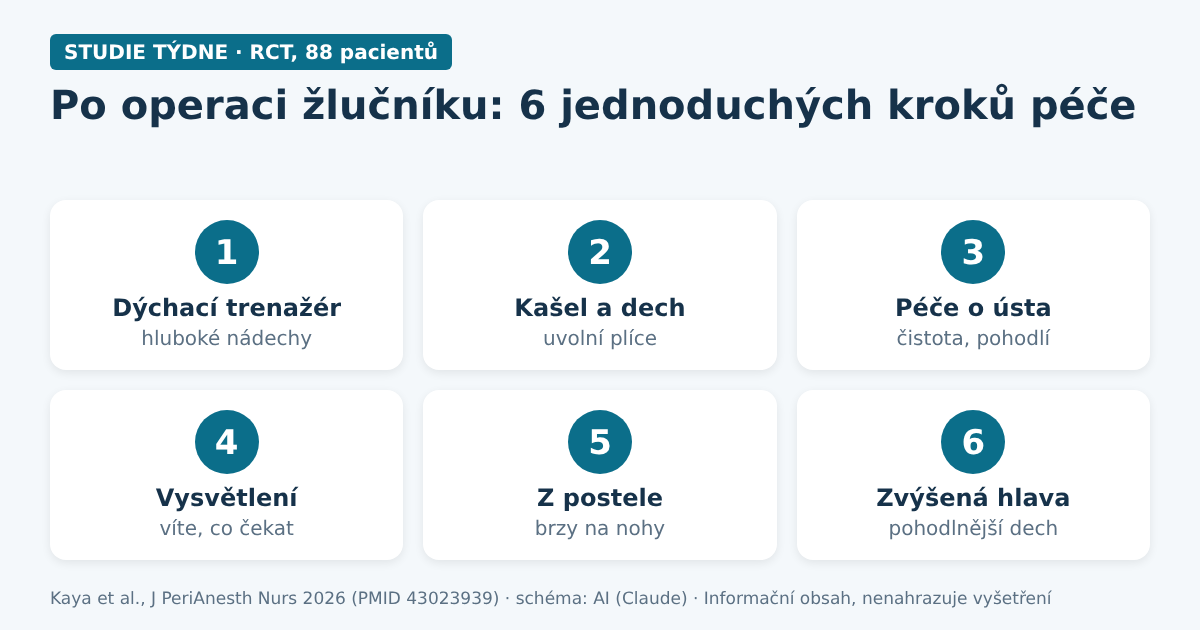 STUDIE TÝDNE · RCT, 88 pacientů
Po operaci žlučníku: 6 jednoduchých kroků péče
1
Dýchací trenažér
hluboké nádechy
2
Kašel a dech
uvolní plíce
3
Péče o ústa
čistota, pohodlí
4
Vysvětlení
víte, co čekat
5
Z postele
brzy na nohy
6
Zvýšená hlava
pohodlnější dech
Kaya et al., J PeriAnesth Nurs 2026 (PMID 43023939) · schéma: AI (Claude) · Informační obsah, nenahrazuje vyšetření